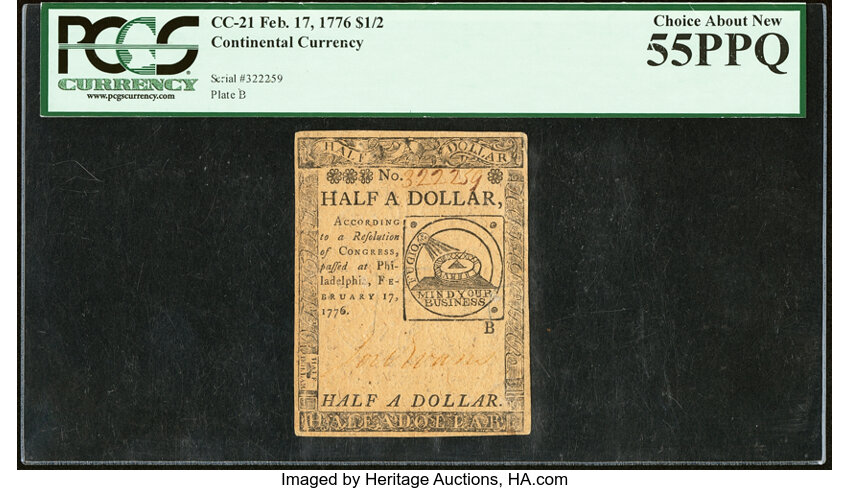 PCGS
CURRENCY
www.pcgscurrency.com
CC-21 Feb. 17, 1776 $1/2
Continental Currency
Serial #322259
Plate B
Choice About New
55PPQ
HALF DOLLAR
No. 322259
HALF A DOLLAR,
ACCORDING
to a Reſolution
of CONGRESS,
paſſed at Phi-
ladelphia, FE-
BRUARY 17,
1776.
FUGIO
MIND YOUR
BUSINESS
B
HALF A DOLLAR.
HALF A DOLLAR
Imaged by Heritage Auctions, HA.com